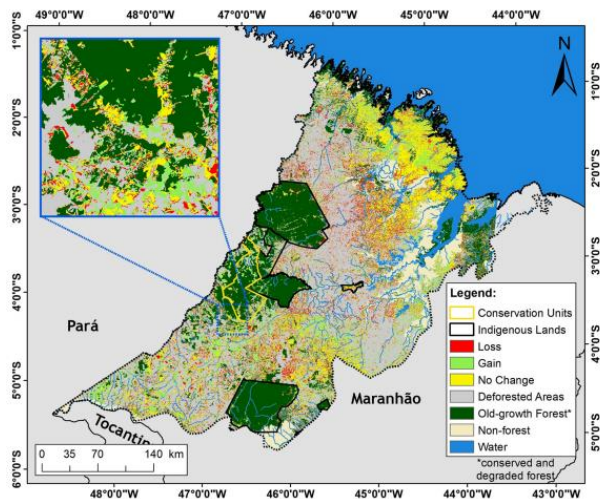 49°0'0"W 48°0'0"W 47°0'0"W 46°0'0"W 45°0'0"W 44°0'0"W
1°0'0"S
2°0'0"S
3°0'0"S
4°0'0"S
5°0'0"S
6°0'0"S
N
1°0'0"S
2°0'0"S
3°0'0"S
4°0'0"S
5°0'0"S
6°0'0"S
Pará
Maranhão
Tocantin
Legend:
Conservation Units
Indigenous Lands
Loss
Gain
No Change
Deforested Areas
Old-growth Forest*
Non-forest
Water
*conserved and
degraded forest
0 35 70 140 km
48°0'0"W 47°0'0"W 46°0'0"W 45°0'0"W 44°0'0"W 43°0'0"W